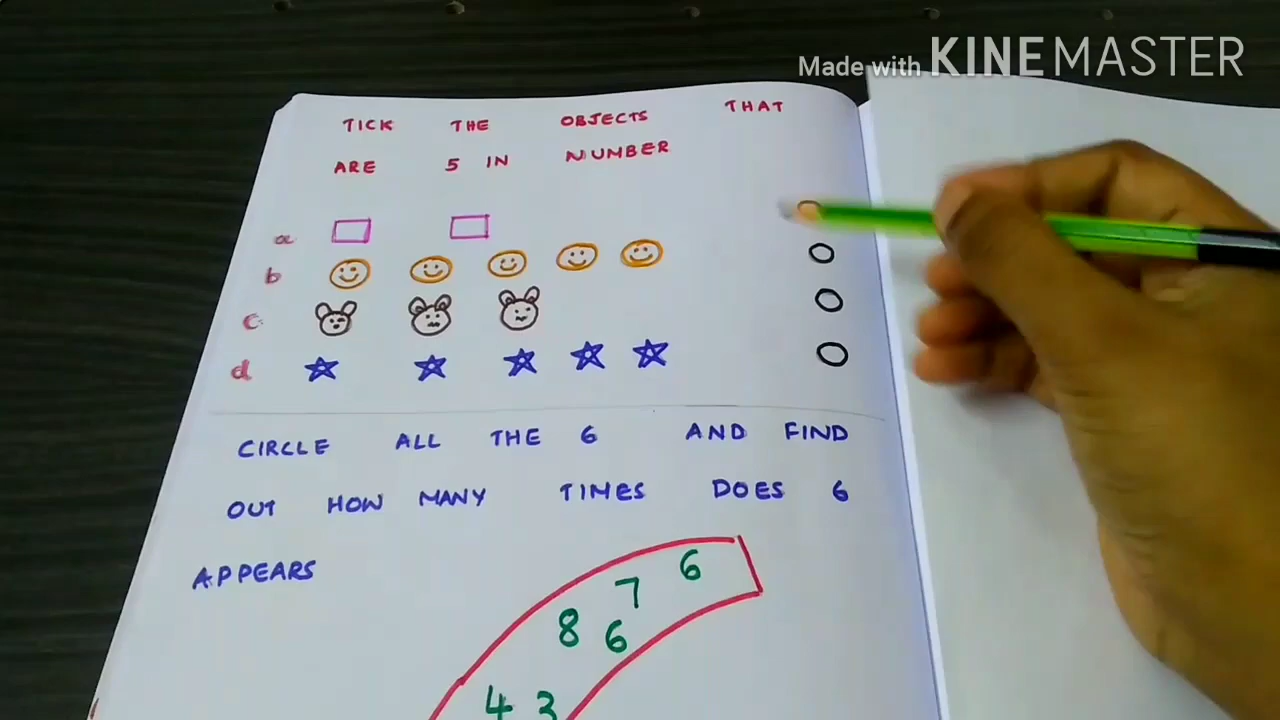 Made with KINEMASTER
TICK THE OBJECTS THAT
ARE 5 IN NUMBER
a
b
c
d
CIRCLE ALL THE 6 AND FIND
OUT HOW MANY TIMES DOES 6
APPEARS
7 6
8 6
4 3